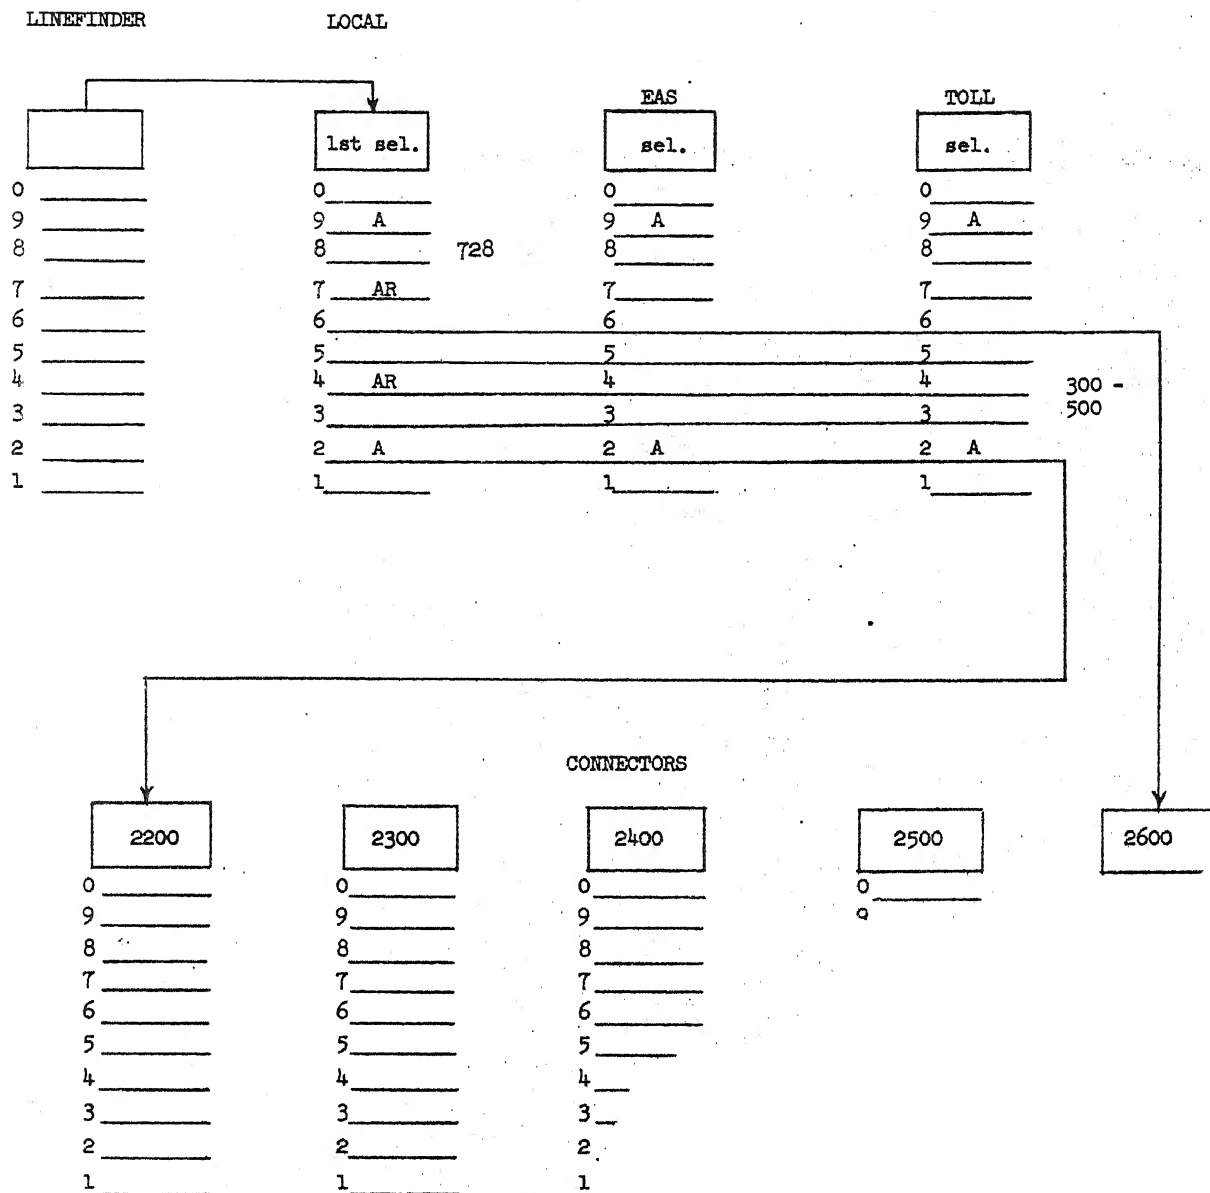 LINEFINDER LOCAL
EAS TOLL
1st sel. sel. sel.
0 0 0 0
9 9 A 9 A 9 A
8 8 728 8 8
7 7 AR 7 7
6 6 6 6
5 5 5 5
4 4 AR 4 4 300 -
3 3 3 3 500
2 2 A 2 A 2 A
1 1 1 1
CONNECTORS
2200 2300 2400 2500 2600
0 0 0 0
9 9 9 9
8 8 8
7 7 7
6 6 6
5 5 5
4 4 4
3 3 3
2 2 2
1 1 1